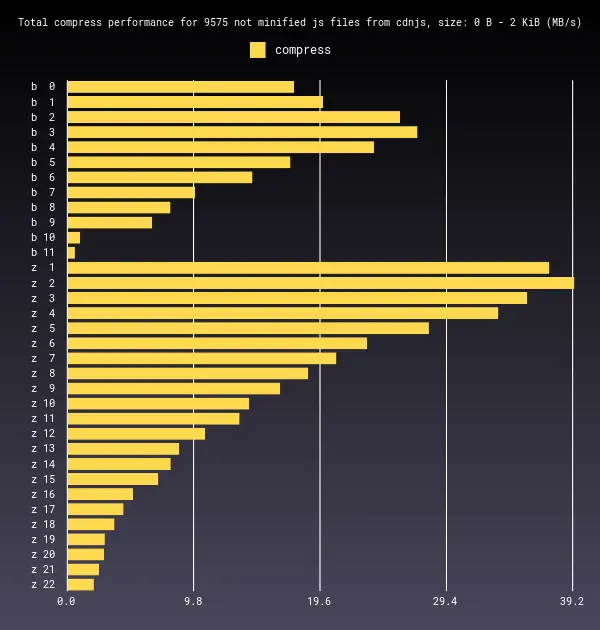 Total compress performance for 9575 not minified js files from cdnjs, size: 0 B - 2 KiB (MB/s)
compress
b 0
b 1
b 2
b 3
b 4
b 5
b 6
b 7
b 8
b 9
b 10
b 11
z 1
z 2
z 3
z 4
z 5
z 6
z 7
z 8
z 9
z 10
z 11
z 12
z 13
z 14
z 15
z 16
z 17
z 18
z 19
z 20
z 21
z 22
0.0 9.8 19.6 29.4 39.2